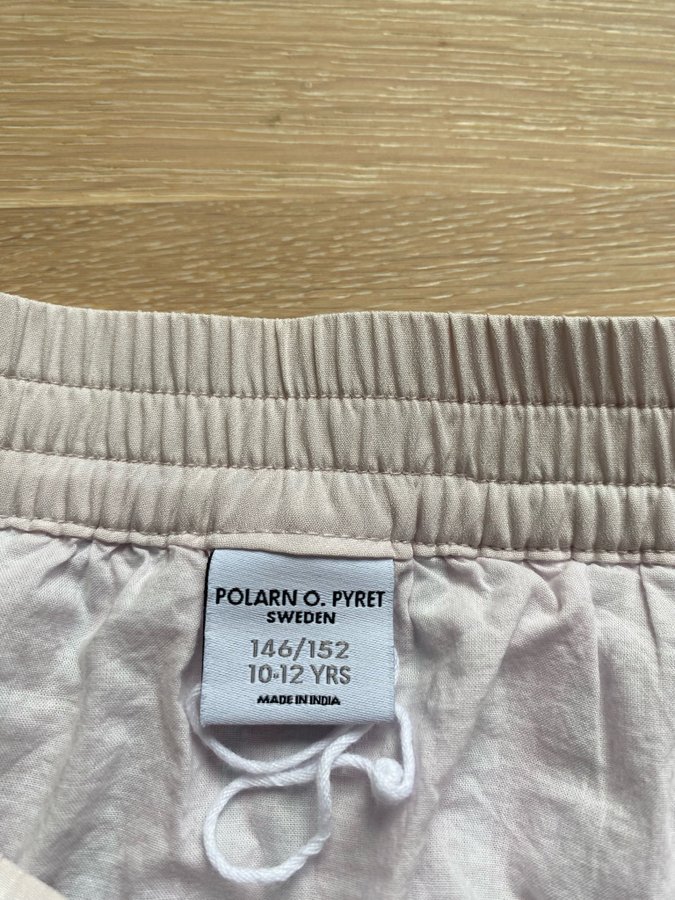 POLARN O. PYRET
SWEDEN
146/152
10-12 YRS
MADE IN INDIA